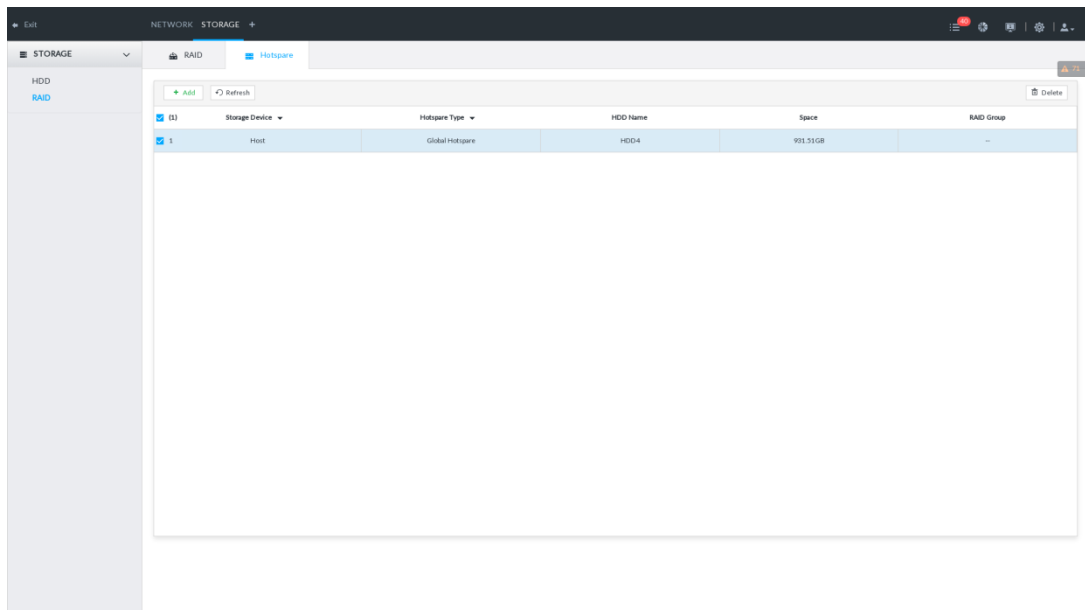 Exit NETWORK STORAGE + 40
STORAGE RAID Hotspare
71
HDD
RAID
+ Add Refresh Delete
(1) Storage Device Hotspare Type HDD Name Space RAID Group
1 Host Global Hotspare HDD4 931.51GB --